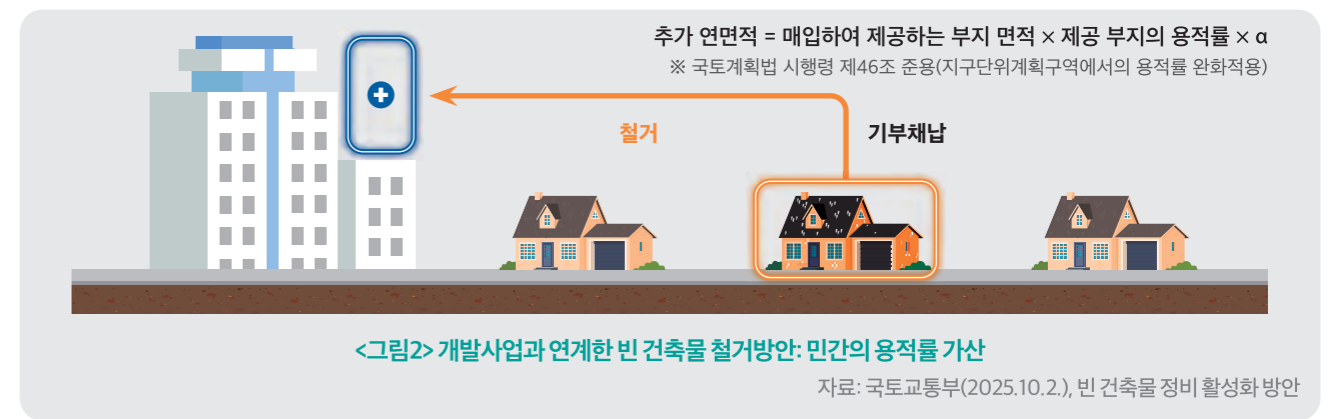 추가 연면적 = 매입하여 제공하는 부지 면적 × 제공 부지의 용적률 × α
※ 국토계획법 시행령 제46조 준용(지구단위계획구역에서의 용적률 완화적용)
철거
기부채납
<그림2> 개발사업과 연계한 빈 건축물 철거방안: 민간의 용적률 가산
자료: 국토교통부(2025.10.2.), 빈 건축물 정비 활성화 방안